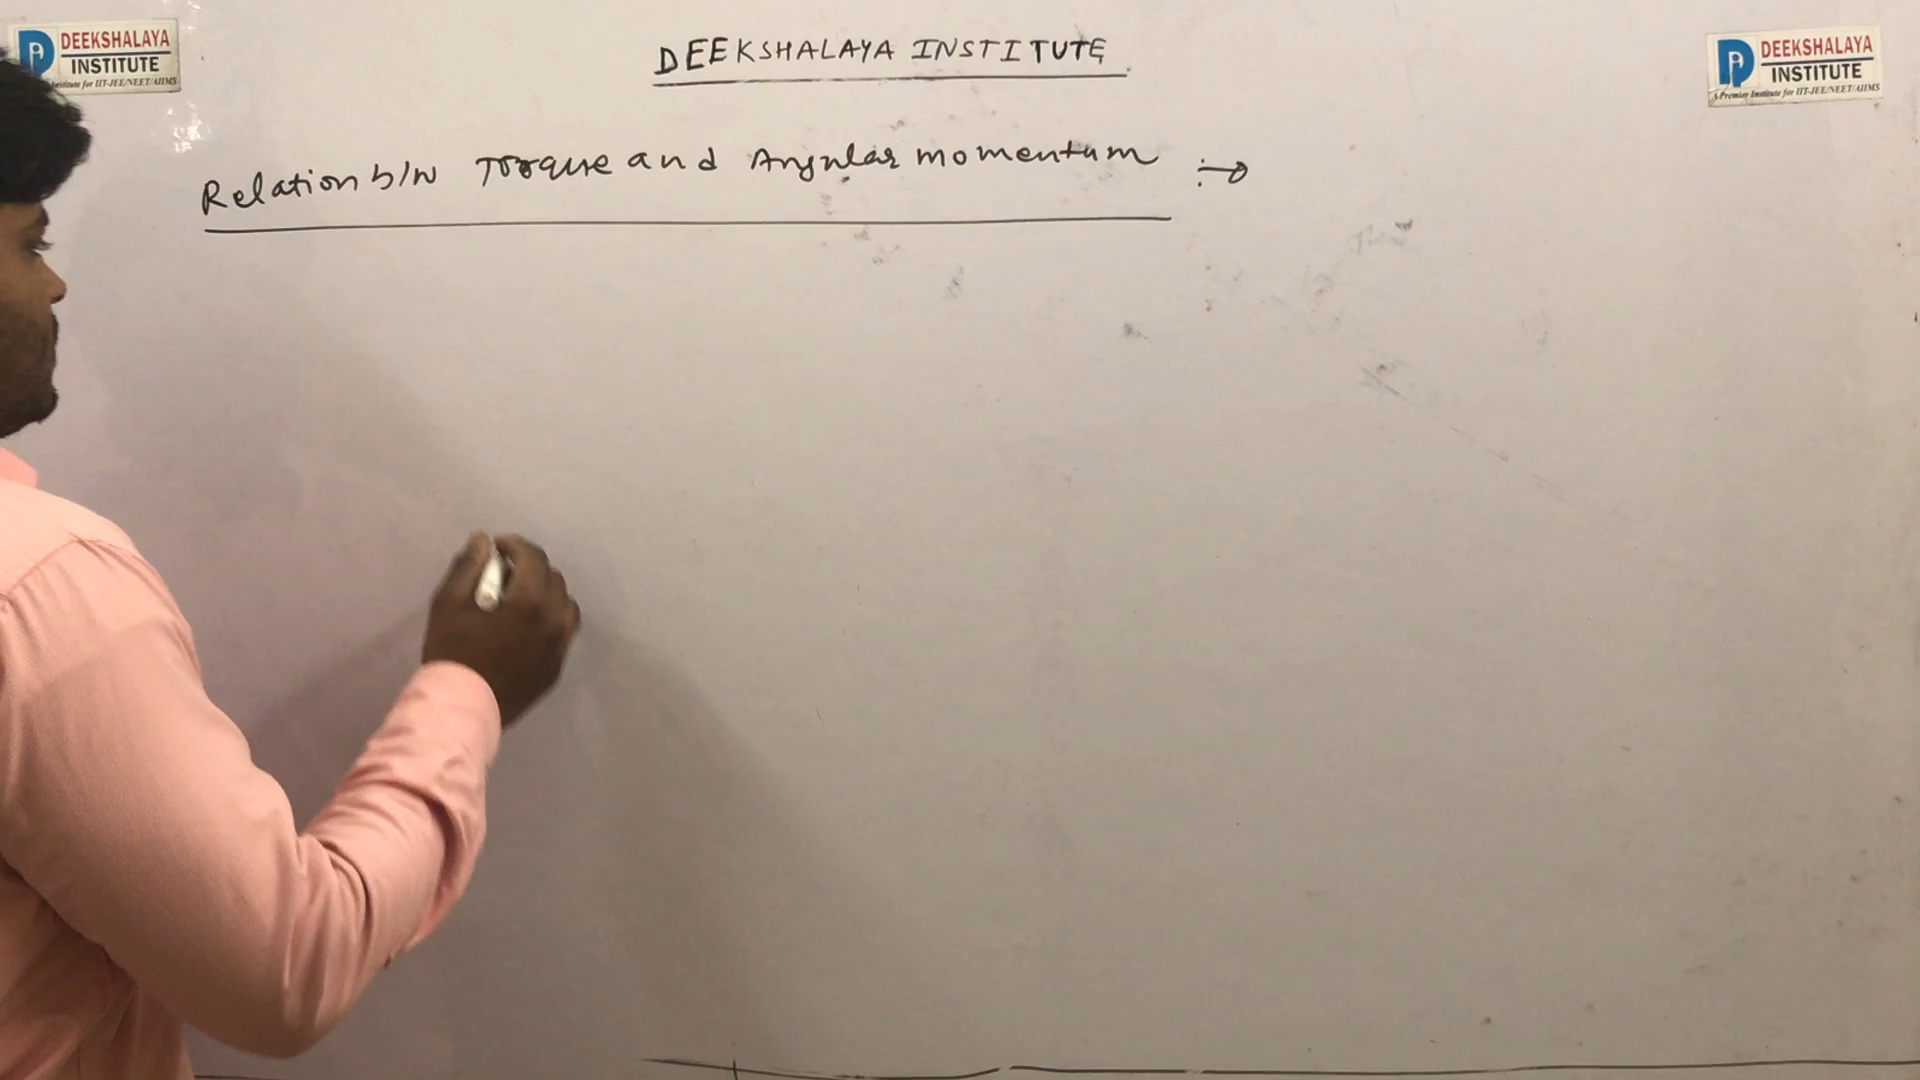 DEEKSHALAYA
INSTITUTE
Institute for IIT-JEE/NEET/AIIMS
DEEKSHALAYA INSTITUTE
DEEKSHALAYA
INSTITUTE
A Premier Institute for IIT-JEE/NEET/AIIMS
Relation b/w Torque and Angular momentum :→